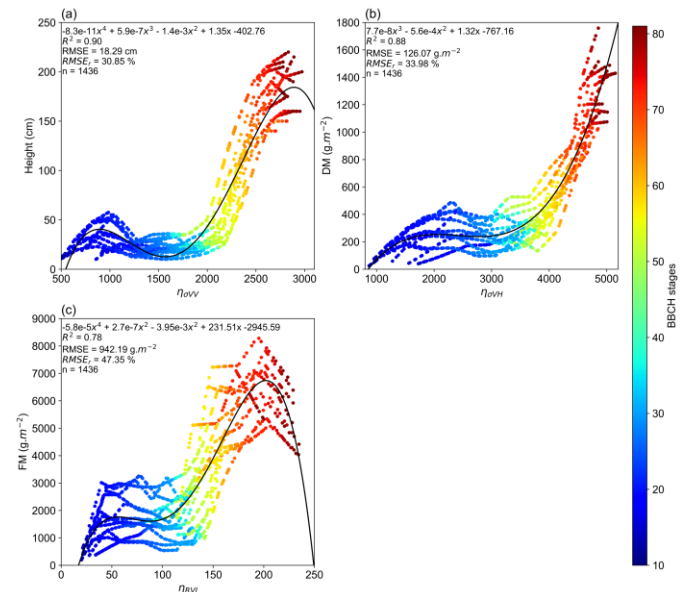 (a)
-8.3e-11x⁴ + 5.9e-7x³ - 1.4e-3x² + 1.35x -402.76
R² = 0.90
RMSE = 18.29 cm
RMSEᵣ = 30.85 %
n = 1436
250
200
150
100
50
0
Height (cm)
500
1000
1500
2000
2500
3000
ησVV
(b)
7.7e-8x³ - 5.6e-4x² + 1.32x -767.16
R² = 0.88
RMSE = 126.07 g.m⁻²
RMSEᵣ = 33.98 %
n = 1436
1800
1600
1400
1200
1000
800
600
400
200
0
DM (g.m⁻²)
1000
2000
3000
4000
5000
ησVH
(c)
-5.8e-5x⁴ + 2.7e-7x² - 3.95e-3x² + 231.51x -2945.59
R² = 0.78
RMSE = 942.19 g.m⁻²
RMSEᵣ = 47.35 %
n = 1436
9000
8000
7000
6000
5000
4000
3000
2000
1000
0
FM (g.m⁻²)
0
50
100
150
200
250
ηRVI
80
70
60
50
40
30
20
10
BBCH stages